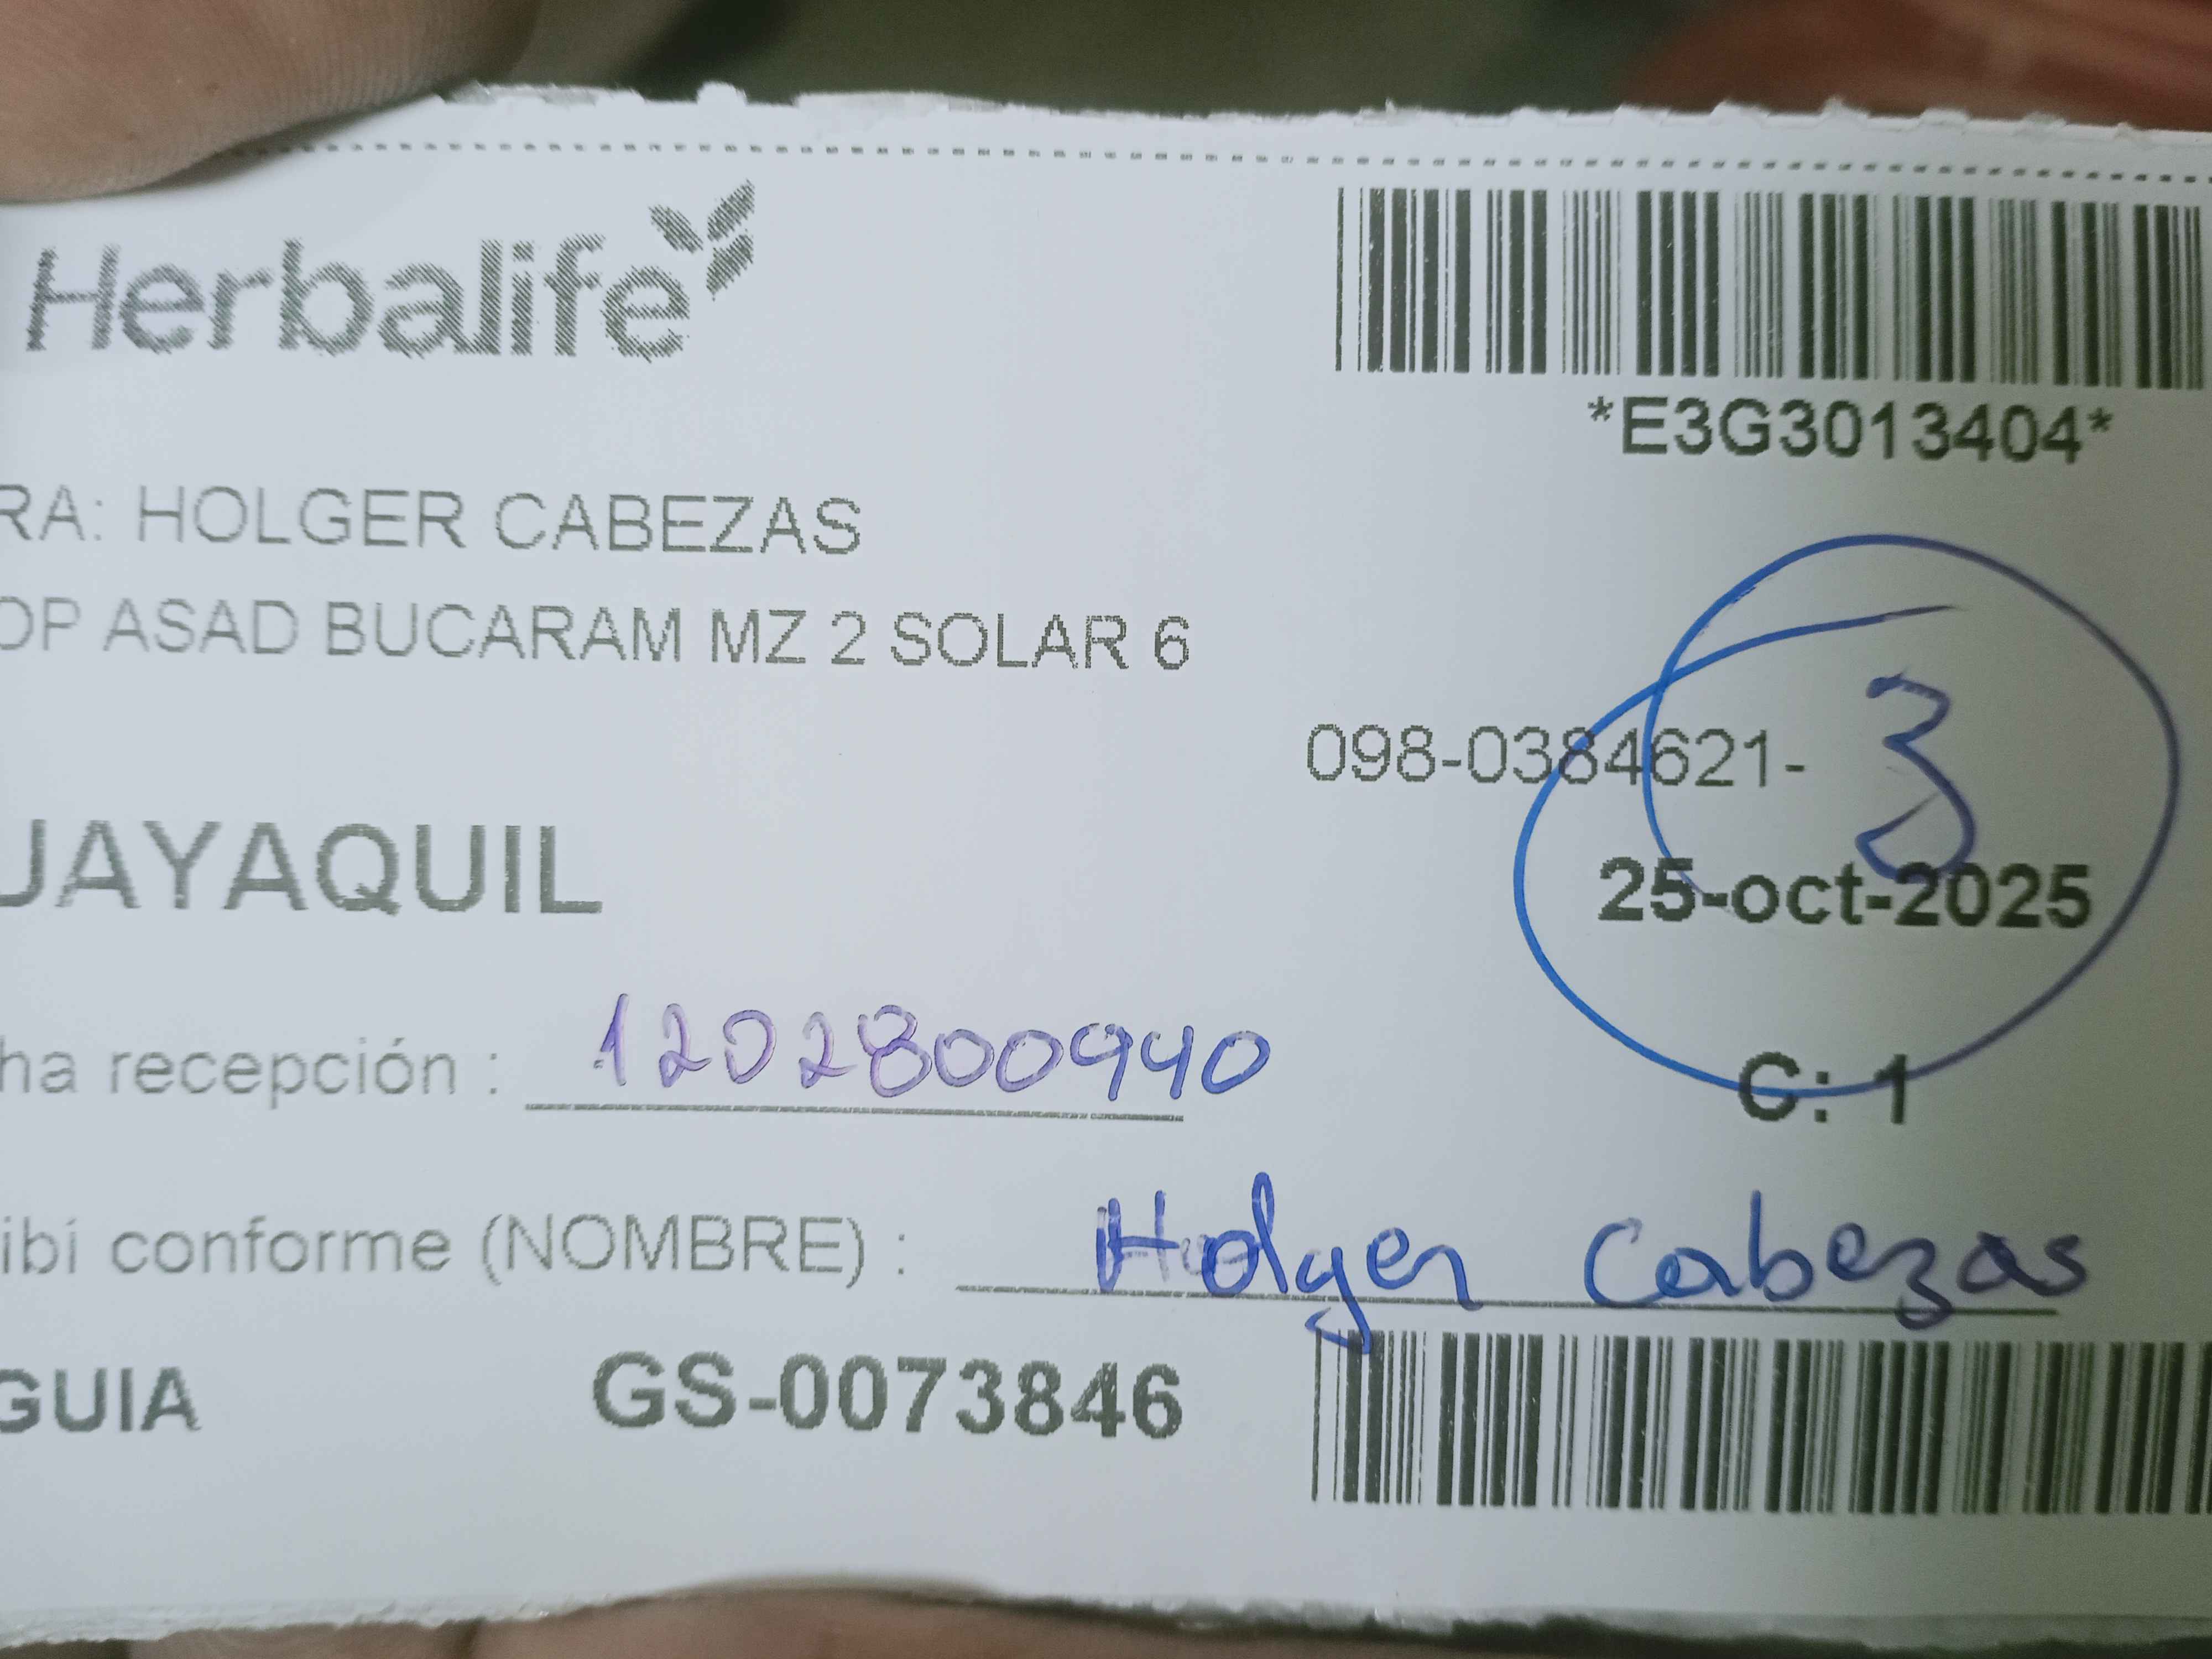 Herbalife
*E3G3013404*
RA: HOLGER CABEZAS
OP ASAD BUCARAM MZ 2 SOLAR 6
098-0384621-
3
UAYAQUIL
25-oct-2025
ha recepción : 1202800940
C: 1
ibí conforme (NOMBRE) : Holger Cabezas
GUIA GS-0073846